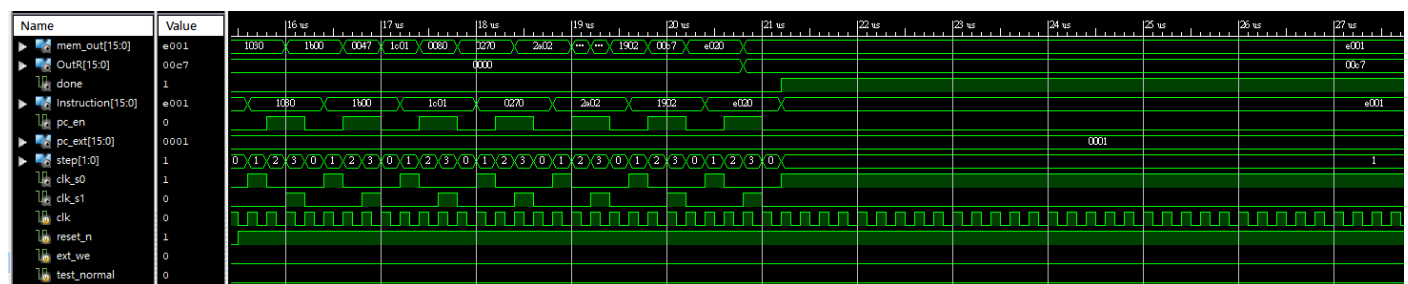 Name Value 16 us 17 us 18 us 19 us 20 us 21 us 22 us 23 us 24 us 25 us 26 us 27 us
mem_out[15:0] e001 1030 1b00 0047 1c01 0080 0270 2a02 ... ... 1902 00b7 e020 e001
OutR[15:0] 00c7 0000 00c7
done 1
Instruction[15:0] e001 1b00 1c01 0270 2a02 1902 e020 e001
pc_en 0
pc_ext[15:0] 0001 0001
step[1:0] 1 0 1 2 3 0 1 2 3 0 1 2 3 0 1 2 3 0 1 2 3 0 1 2 3 0 1 2 3 0 1
clk_s0 1
clk_s1 0
clk 0
reset_n 1
ext_we 0
test_normal 0